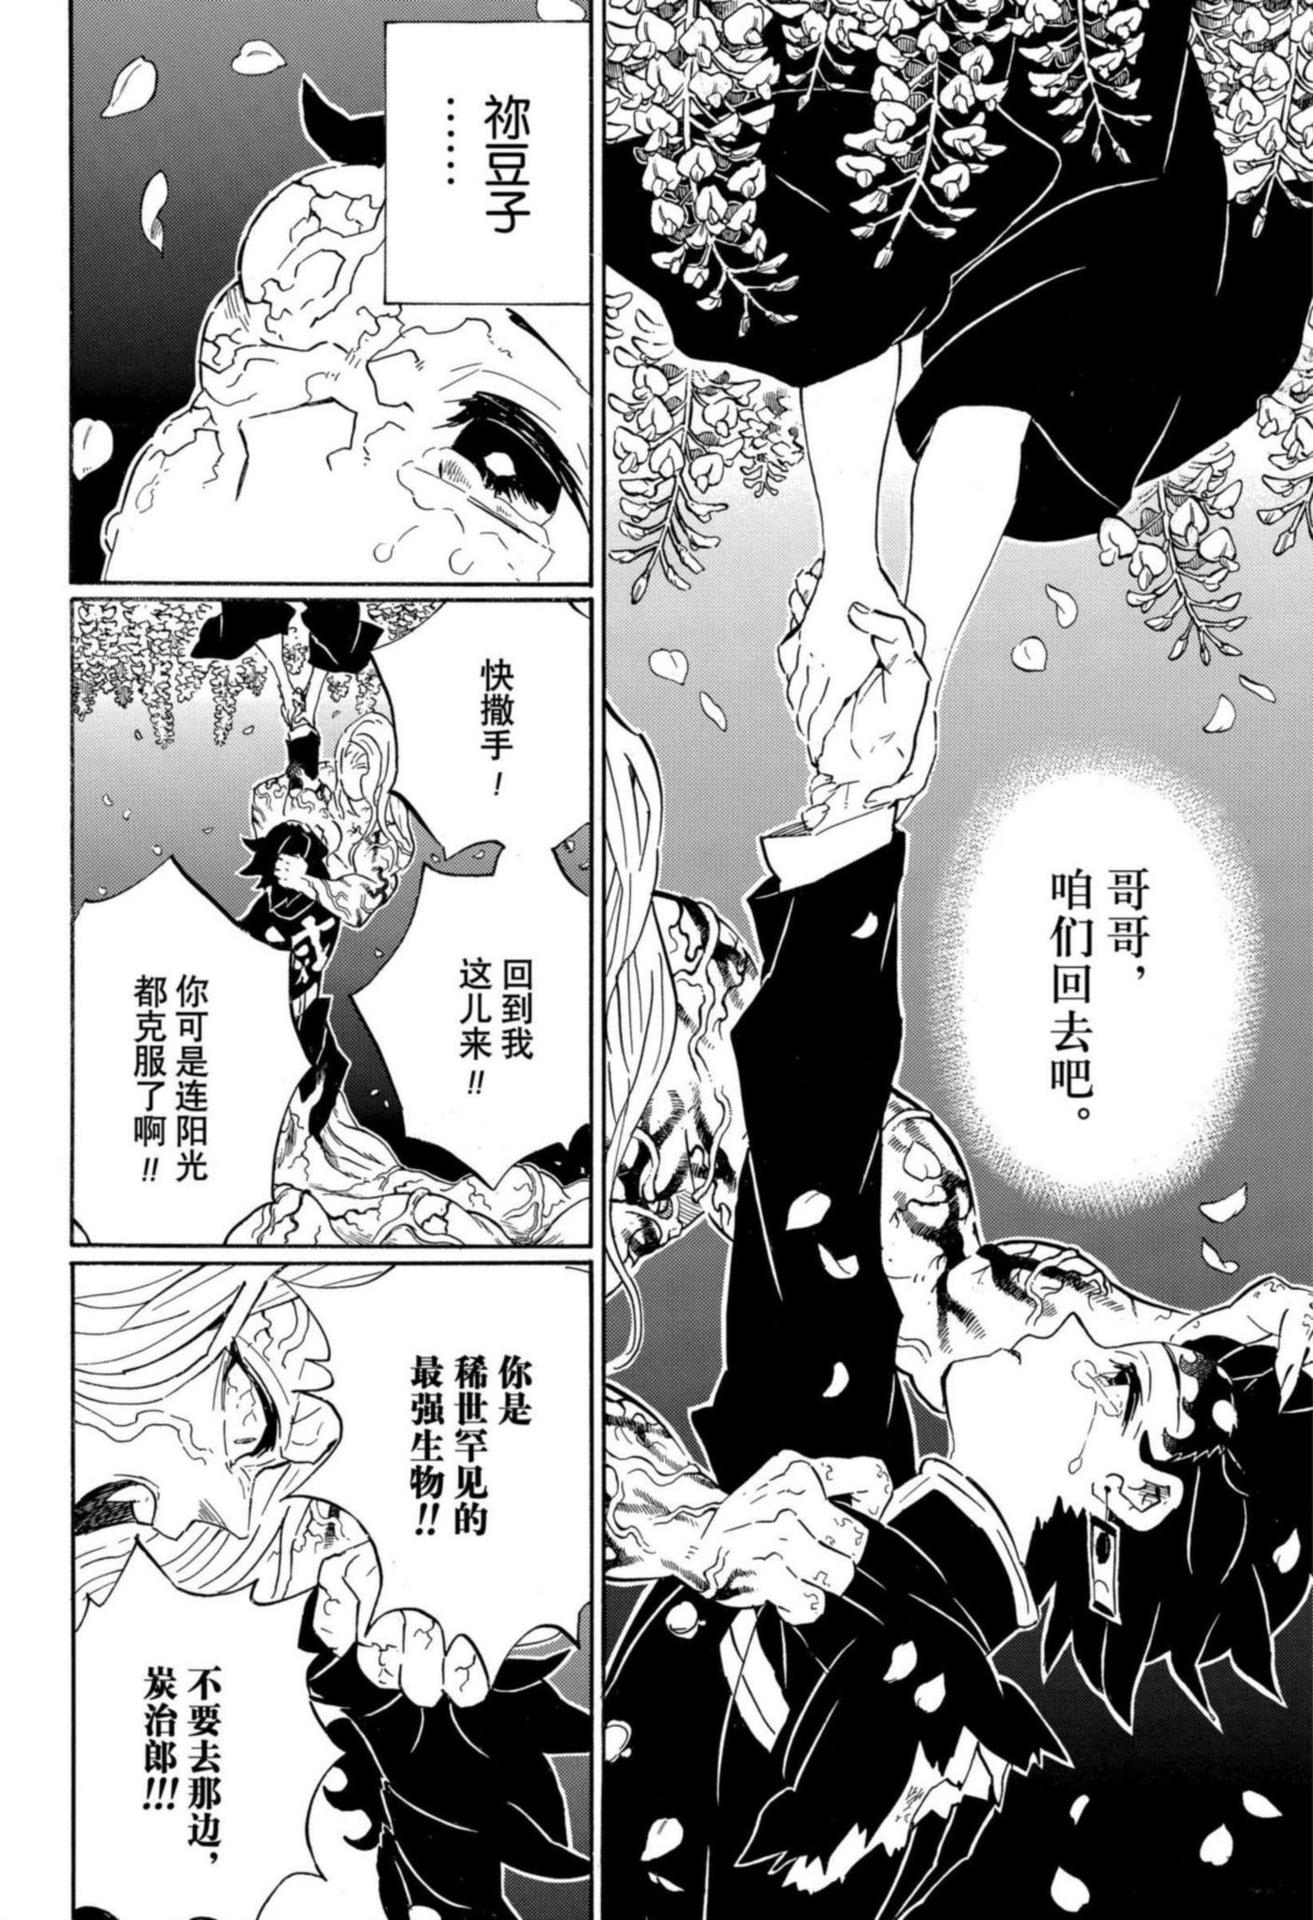 哥哥，
咱们回去吧。
祢豆子
……
快撒手！
回到我
这儿来！！
你可是连阳光
都克服了啊！！
你是
稀世罕见的
最强生物！！
不要去那边，
炭治郎！！！